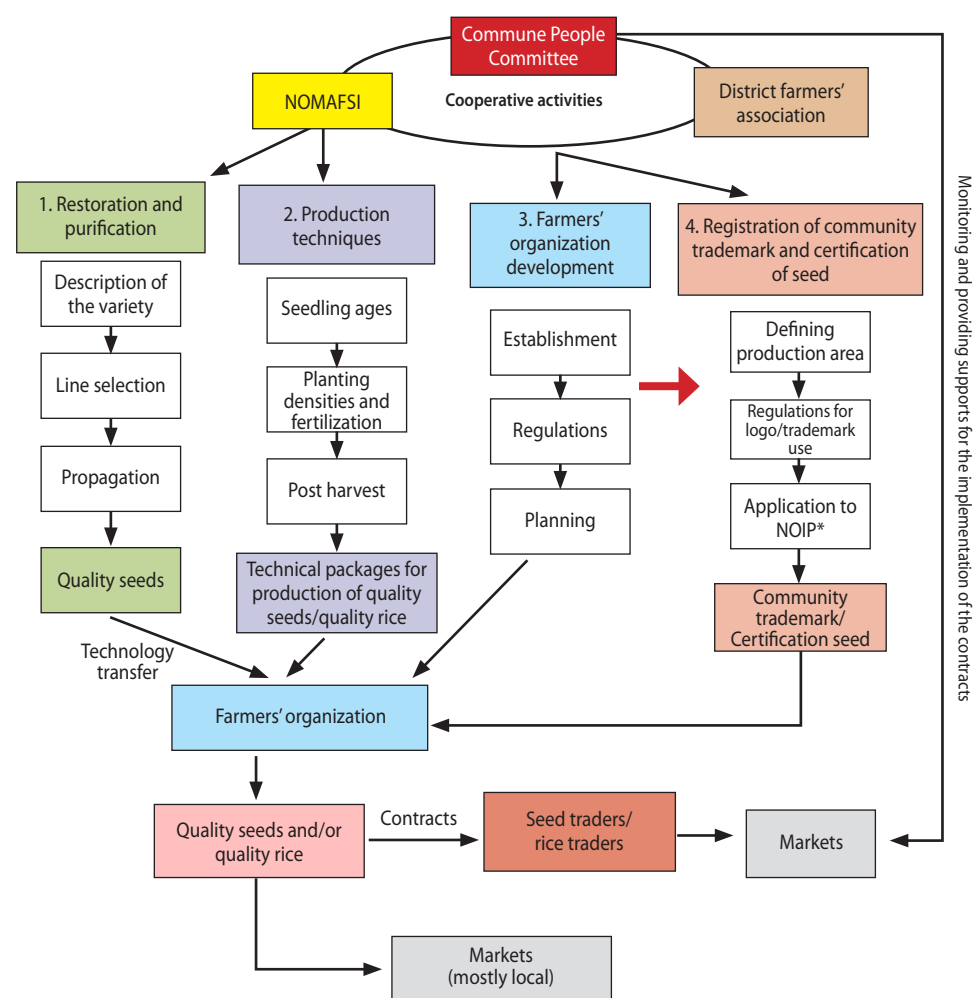 Commune People
Committee
NOMAFSI
Cooperative activities
District farmers'
association
1. Restoration and
purification
2. Production
techniques
3. Farmers'
organization
development
4. Registration of community
trademark and certification
of seed
Description of
the variety
Line selection
Propagation
Quality seeds
Seedling ages
Planting
densities and
fertilization
Post harvest
Technical packages for
production of quality
seeds/quality rice
Establishment
Regulations
Planning
Defining
production area
Regulations for
logo/trademark
use
Application to
NOIP*
Community
trademark/
Certification seed
Technology
transfer
Farmers' organization
Quality seeds and/or
quality rice
Contracts
Seed traders/
rice traders
Markets
Markets
(mostly local)
Monitoring and providing supports for the implementation of the contracts